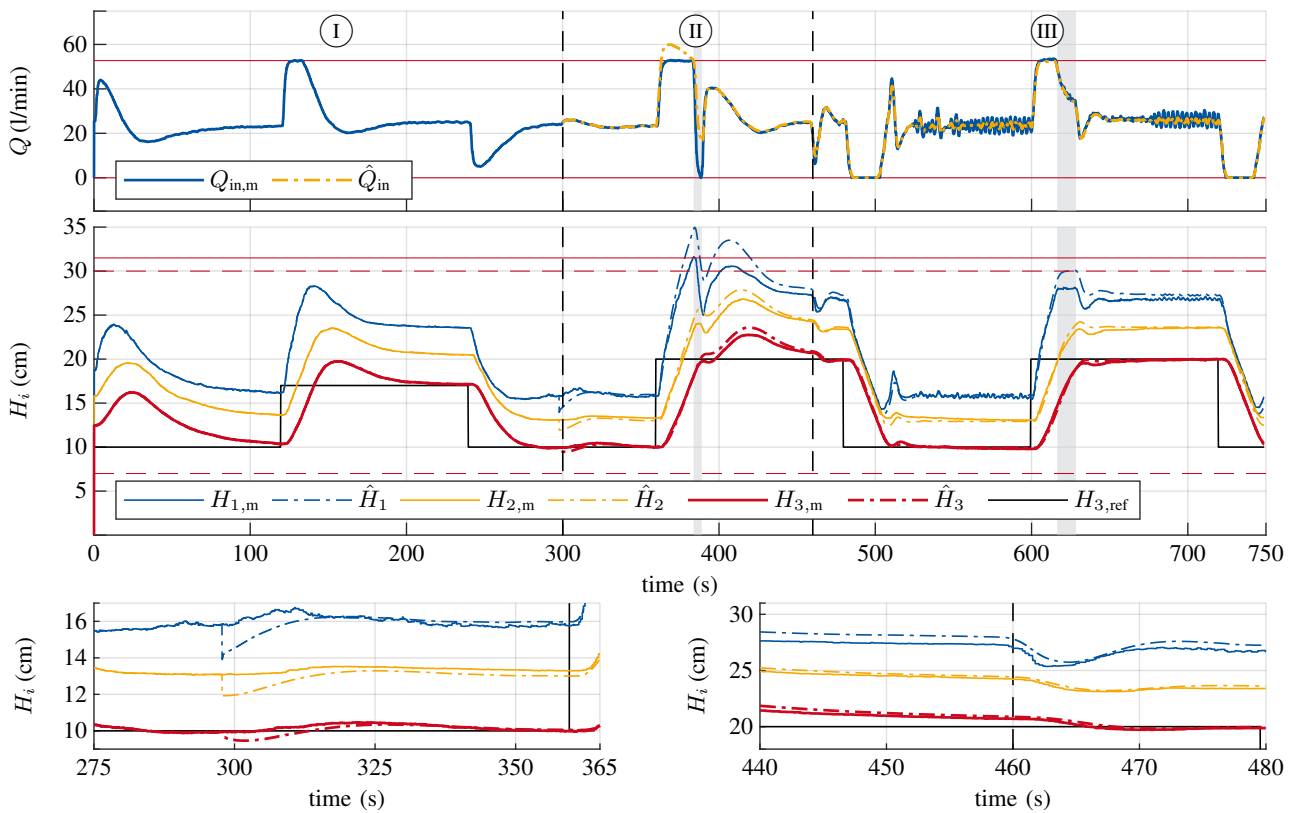 I II III
60
40
20
0
Q (l/min)
Q_in,m Q̂_in
35
30
25
20
15
10
5
H_i (cm)
H_1,m Ĥ_1 H_2,m Ĥ_2 H_3,m Ĥ_3 H_3,ref
0 100 200 300 400 500 600 700 750
time (s)
16
14
12
10
H_i (cm)
275 300 325 350 365
time (s)
30
25
20
H_i (cm)
440 450 460 470 480
time (s)